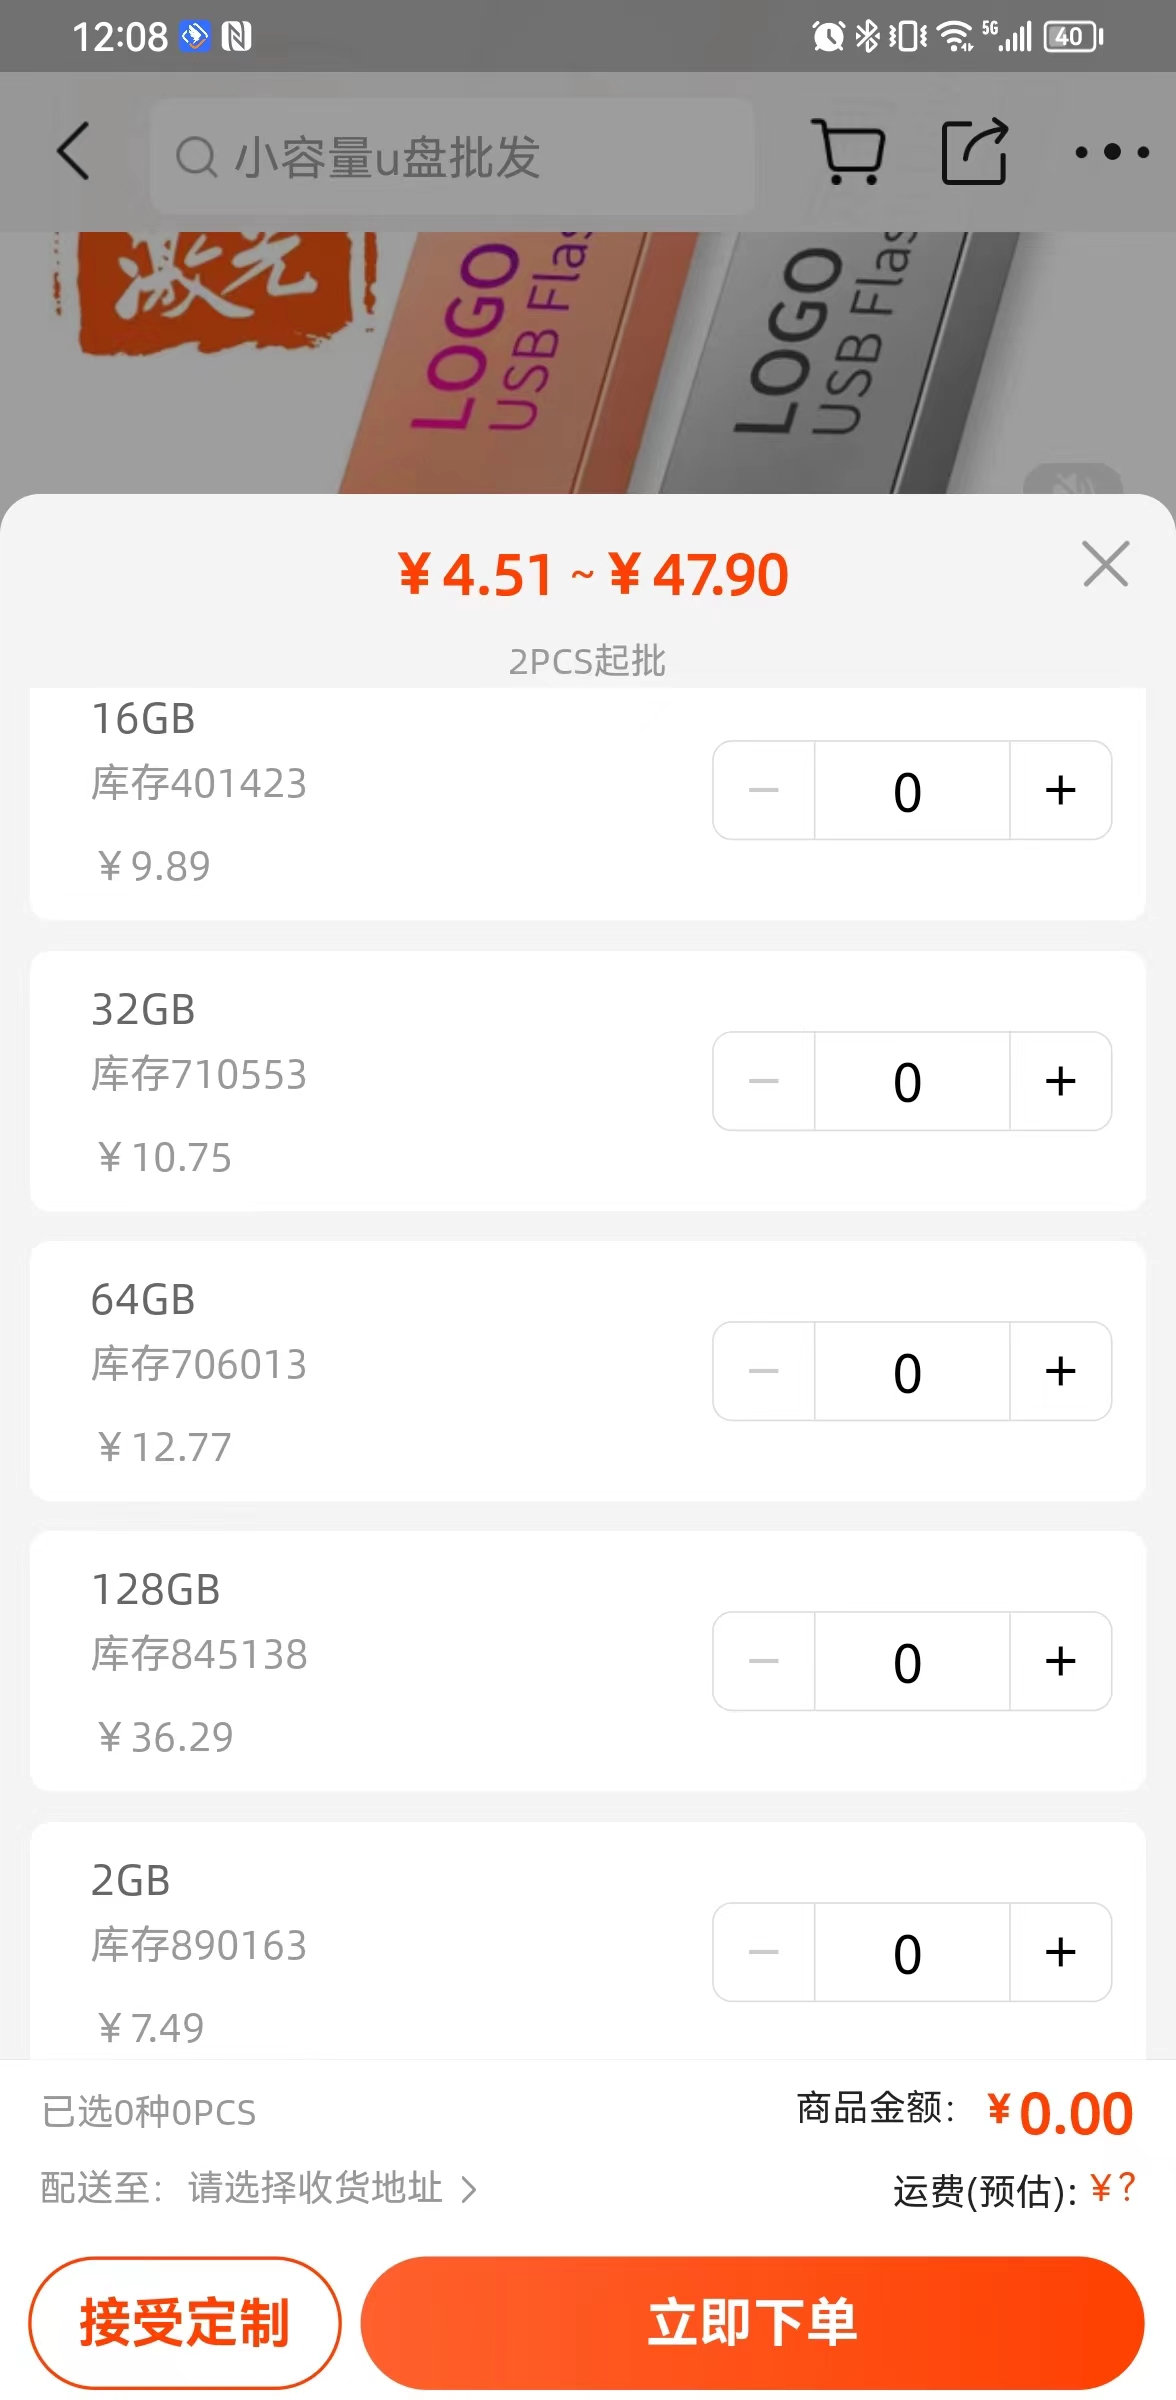 12:08
5G
40
小容量u盘批发
激光
LOGO
USB Flas
LOGO
USB Flas
¥4.51 ~ ¥47.90
2PCS起批
16GB
库存401423
0
¥9.89
32GB
库存710553
0
¥10.75
64GB
库存706013
0
¥12.77
128GB
库存845138
0
¥36.29
2GB
库存890163
0
¥7.49
已选0种0PCS
商品金额: ¥0.00
配送至: 请选择收货地址
运费(预估): ¥?
接受定制
立即下单